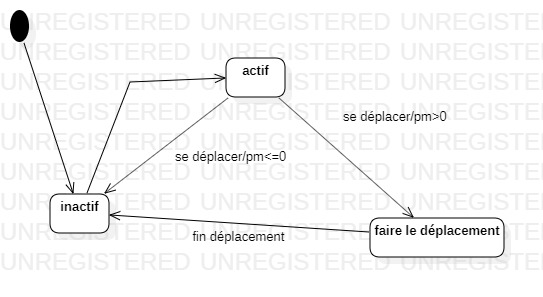 UNREGISTERED UNREGISTERED UNREGISTERED
actif
se déplacer/pm>0
se déplacer/pm<=0
inactif
faire le déplacement
fin déplacement